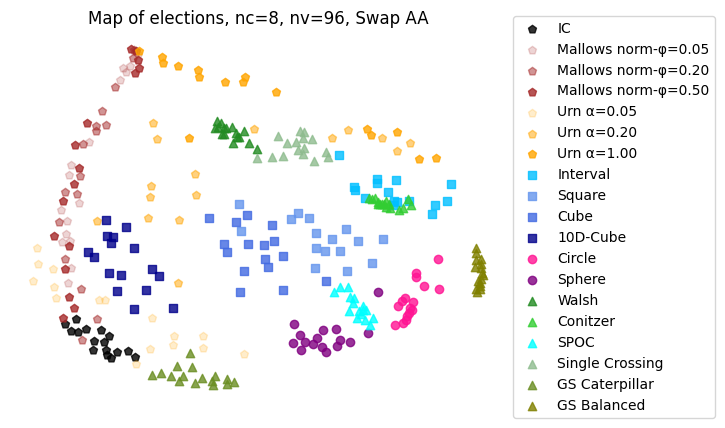 Map of elections, nc=8, nv=96, Swap AA
IC
Mallows norm-φ=0.05
Mallows norm-φ=0.20
Mallows norm-φ=0.50
Urn α=0.05
Urn α=0.20
Urn α=1.00
Interval
Square
Cube
10D-Cube
Circle
Sphere
Walsh
Conitzer
SPOC
Single Crossing
GS Caterpillar
GS Balanced